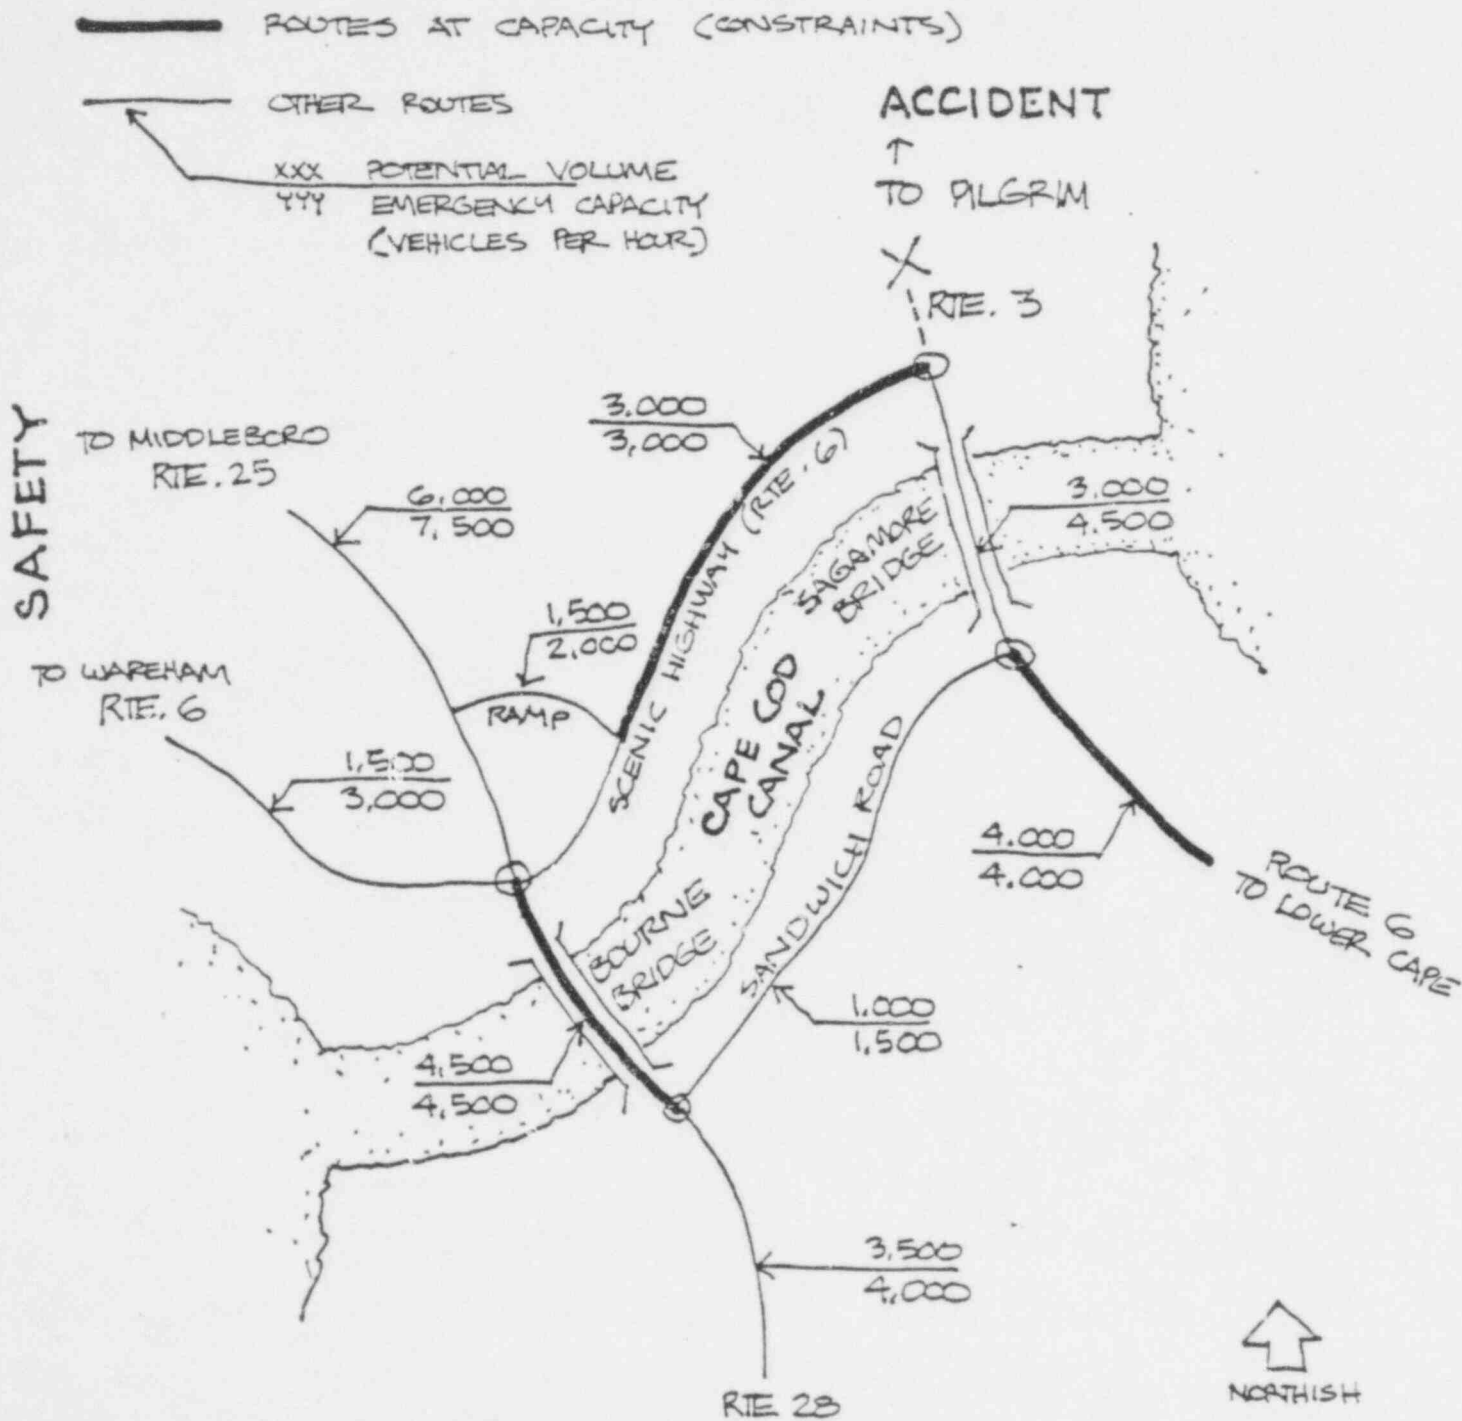 ROUTES AT CAPACITY (CONSTRAINTS)
OTHER ROUTES
XXX POTENTIAL VOLUME
YYY EMERGENCY CAPACITY
(VEHICLES PER HOUR)
ACCIDENT
↑
TO PILGRIM
X
RTE. 3
SAFETY
TO MIDDLEBORO
RTE. 25
6,000
7,500
3.000
3,000
SCENIC HIGHWAY (RTE. 6)
SAGAMORE
BRIDGE
3.000
4.500
1,500
2,000
RAMP
TO WAREHAM
RTE. 6
1,500
3,000
CAPE COD
CANAL
SANDWICH ROAD
4.000
4.000
ROUTE 6
TO LOWER CAPE
BOURNE
BRIDGE
1.000
1.500
4,500
4,500
3,500
4,000
RTE 28
NORTHISH